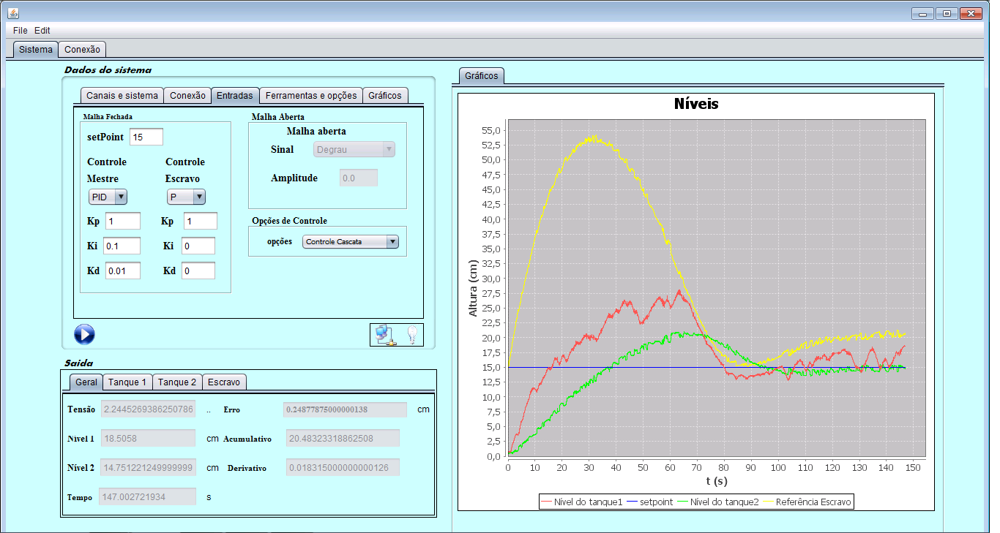 File Edit
Sistema Conexão
Dados do sistema
Canais e sistema Conexão Entradas Ferramentas e opções Gráficos
Malha Fechada
setPoint 15
Controle Controle
Mestre Escravo
PID P
Kp 1 Kp 1
Ki 0.1 Ki 0
Kd 0.01 Kd 0
Malha Aberta
Malha aberta
Sinal Degrau
Amplitude 0.0
Opções de Controle
opções Controle Cascata
Saida
Geral Tanque 1 Tanque 2 Escravo
Tensão 2.2445269386250786 .. Erro 0.24877875000000138 cm
Nível 1 18.5058 cm Acumulativo 20.48323318862508
Nível 2 14.751221249999999 cm Derivativo 0.018315000000000126
Tempo 147.002721934 s
Gráficos
Níveis
Altura (cm)
55,0
52,5
50,0
47,5
45,0
42,5
40,0
37,5
35,0
32,5
30,0
27,5
25,0
22,5
20,0
17,5
15,0
12,5
10,0
7,5
5,0
2,5
0,0
0 10 20 30 40 50 60 70 80 90 100 110 120 130 140 150
t (s)
Nível do tanque1 setpoint Nível do tanque2 Referência Escravo